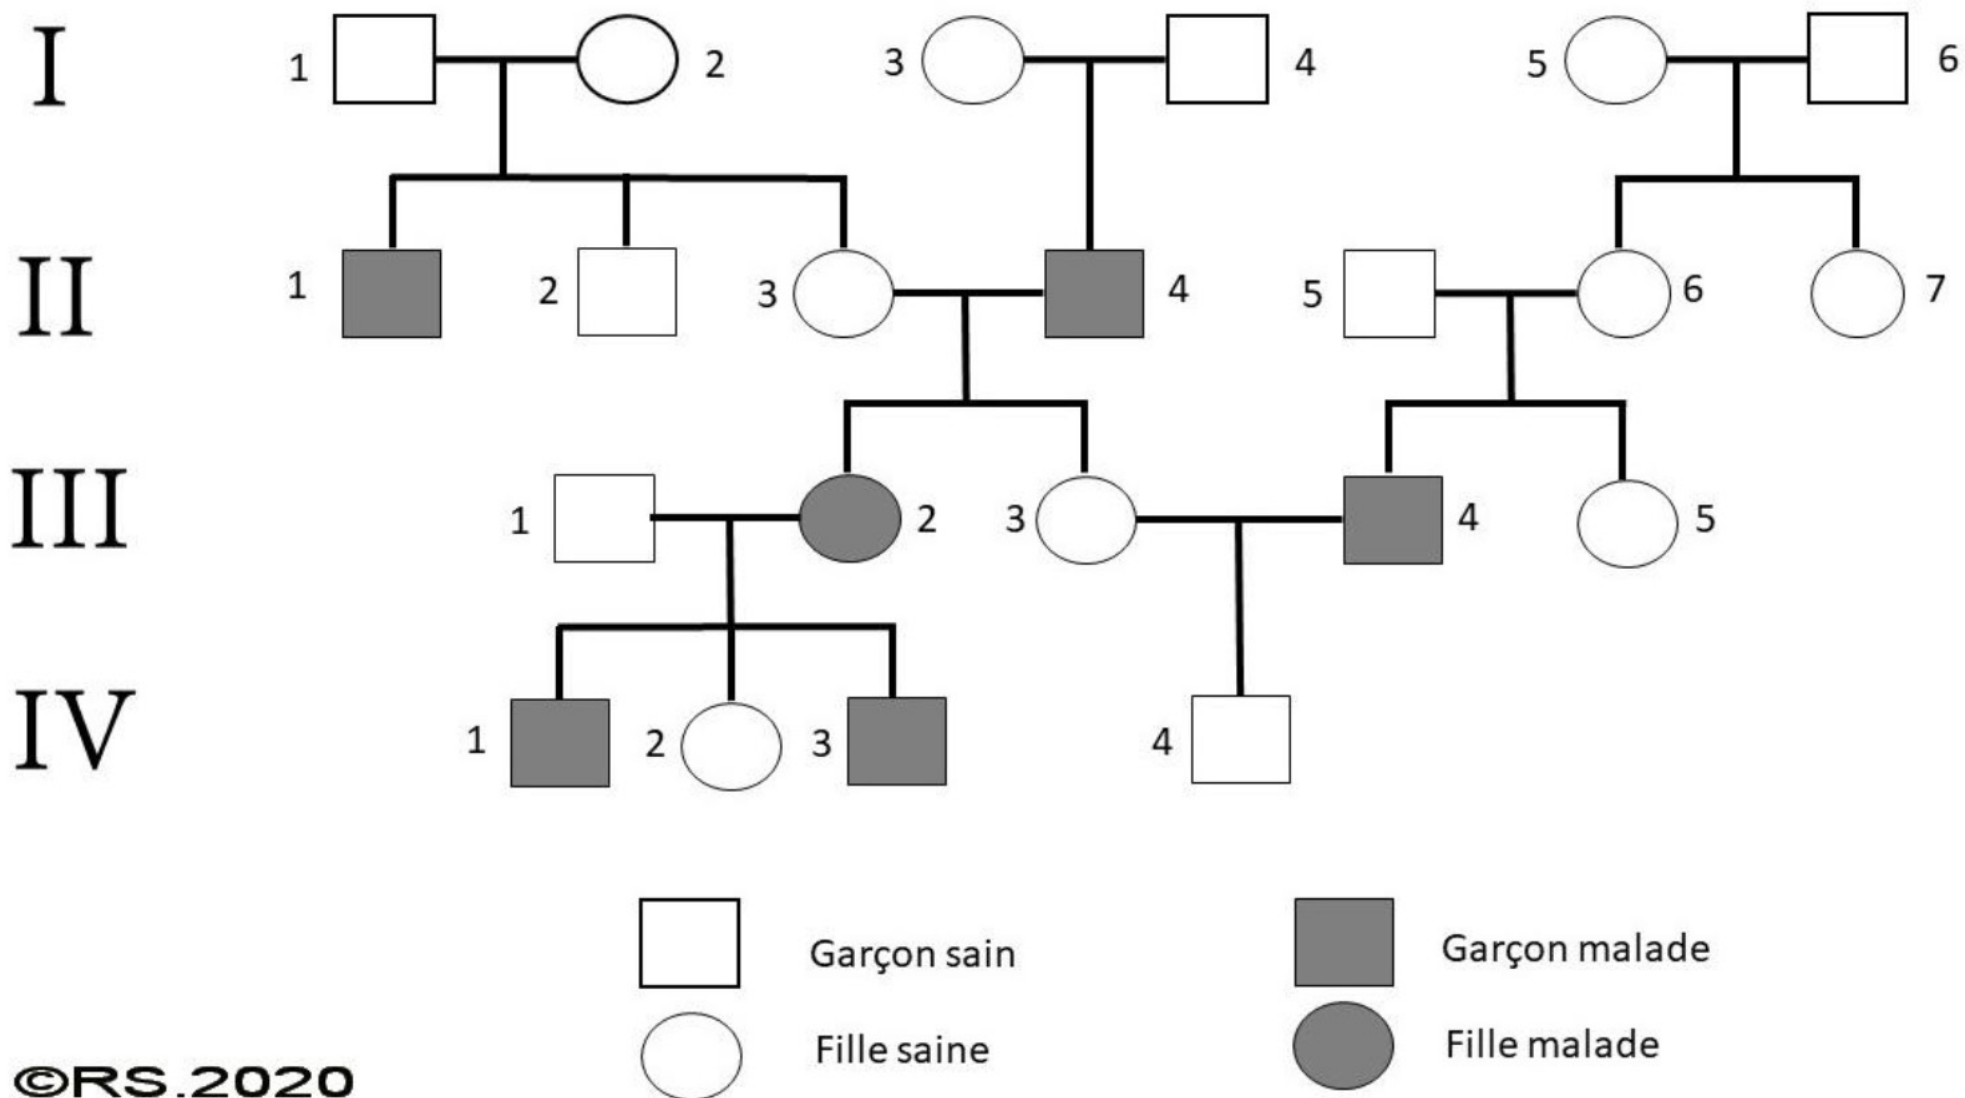 I 1 2 3 4 5 6
II 1 2 3 4 5 6 7
III 1 2 3 4 5
IV 1 2 3 4
Garçon sain Garçon malade
Fille saine Fille malade
©RS.2020